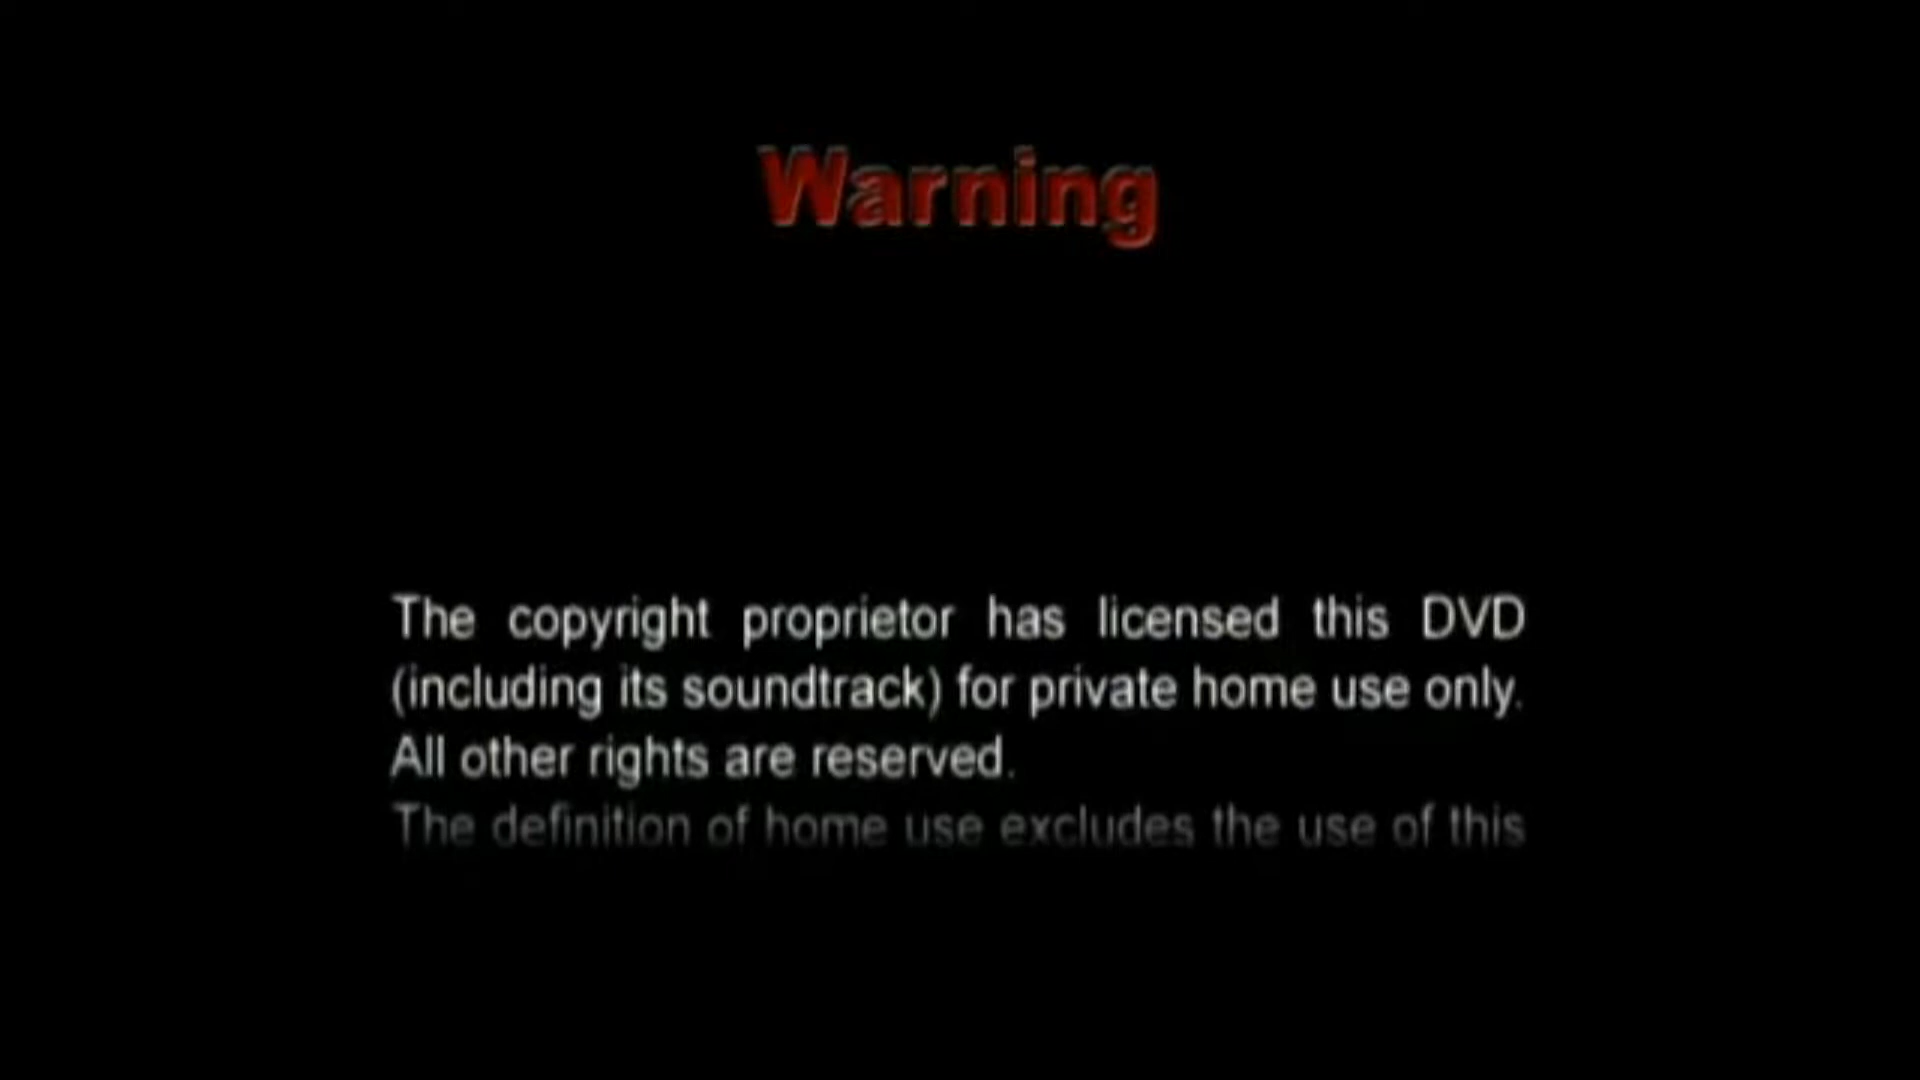 Warning
The copyright proprietor has licensed this DVD
(including its soundtrack) for private home use only.
All other rights are reserved.
The definition of home use excludes the use of this